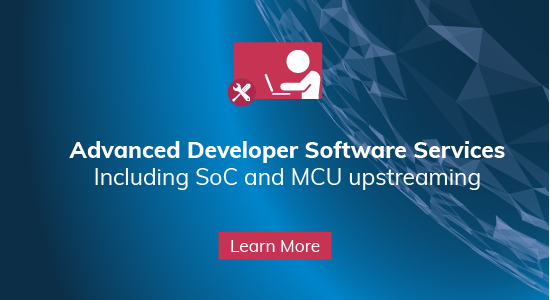 Advanced Developer Software Services
Including SoC and MCU upstreaming
Learn More